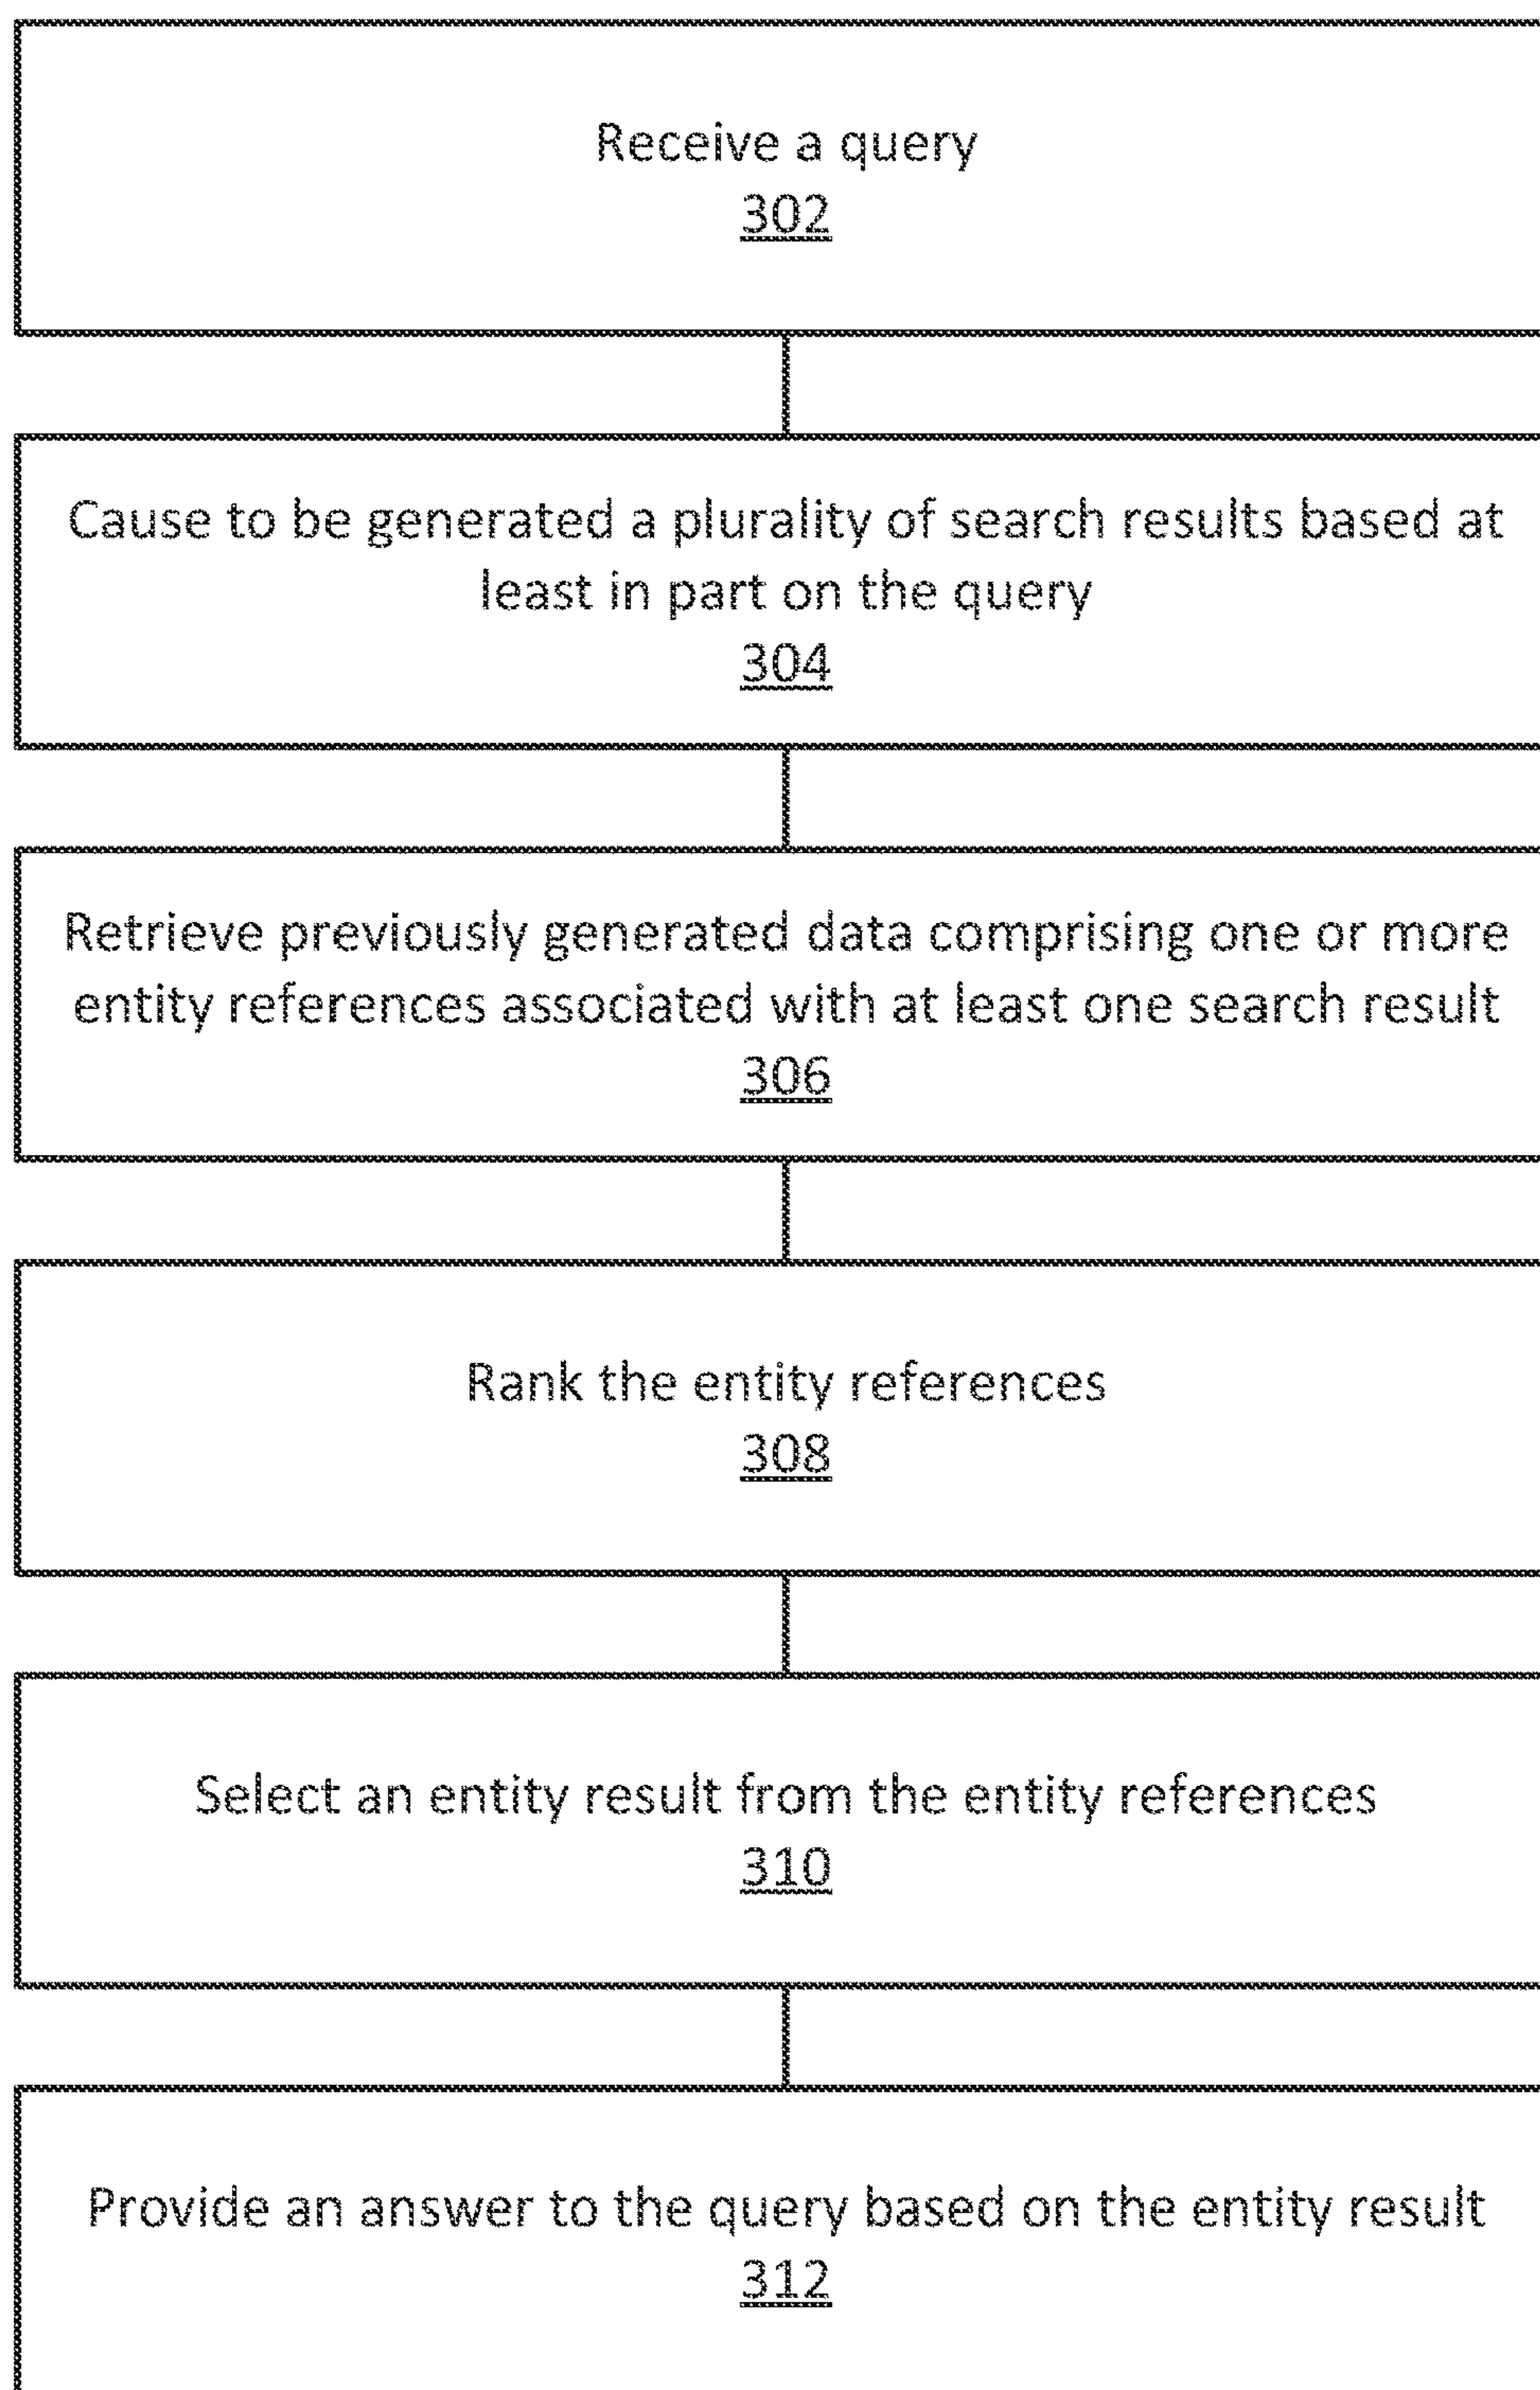 Receive a query
302
Cause to be generated a plurality of search results based at
least in part on the query
304
Retrieve previously generated data comprising one or more
entity references associated with at least one search result
306
Rank the entity references
308
Select an entity result from the entity references
310
Provide an answer to the query based on the entity result
312